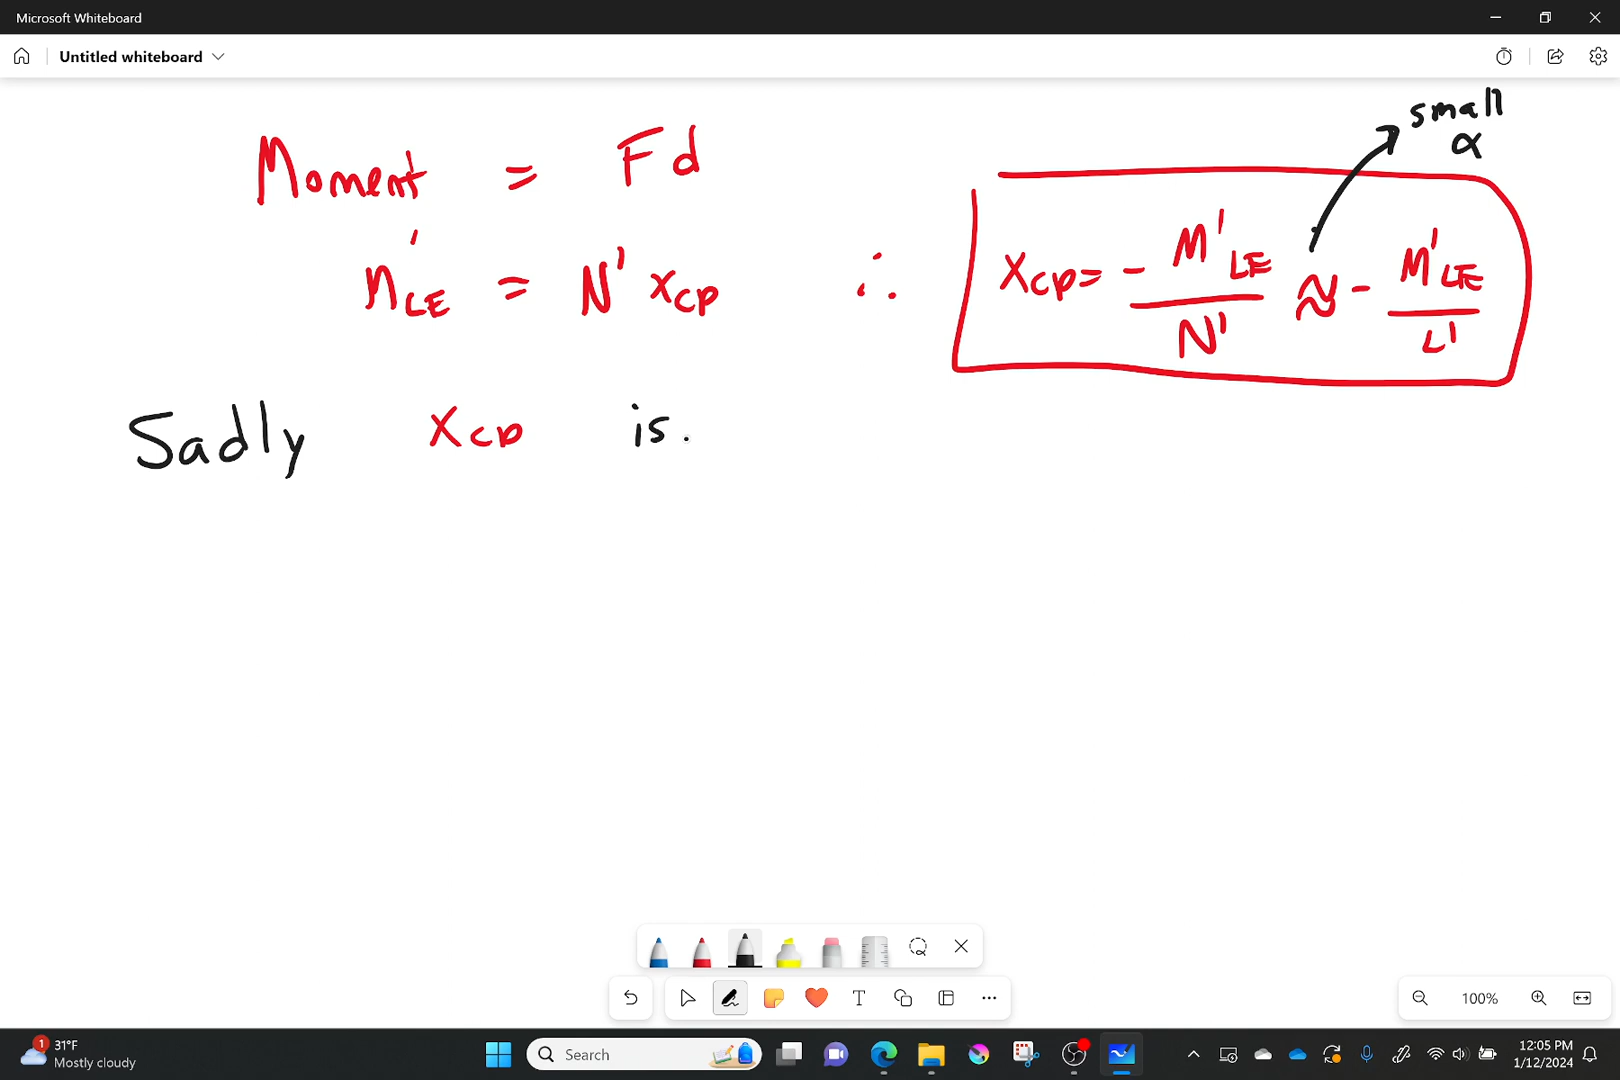 Microsoft Whiteboard
Untitled whiteboard
small
α
Moment = Fd
M'LE = N' xCP ∴ xCP = - M'LE / N' ≈ - M'LE / L'
Sadly xCP is.
T
100%
1
31°F
Mostly cloudy
Search
12:05 PM
1/12/2024